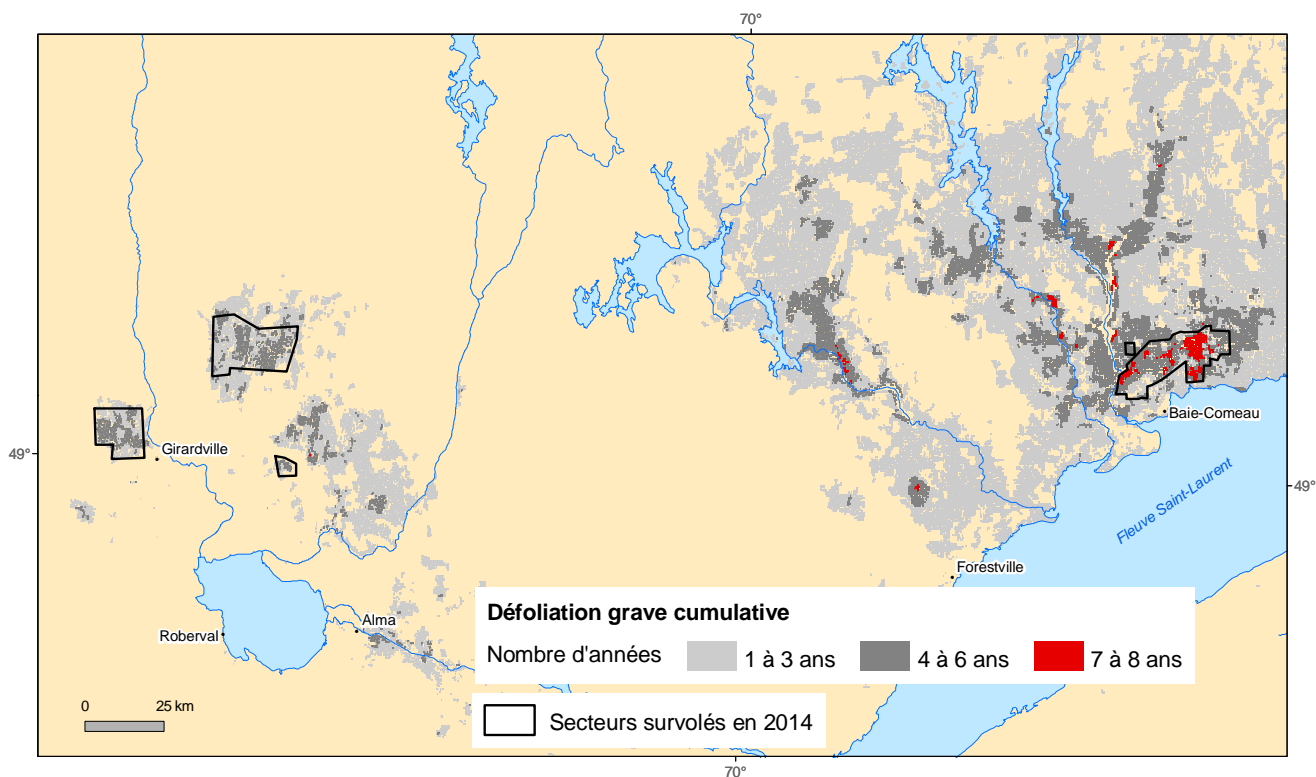 70°
Baie-Comeau
Girardville
49°
49°
Fleuve Saint-Laurent
Forestville
Alma
Roberval
Défoliation grave cumulative
Nombre d'années
1 à 3 ans
4 à 6 ans
7 à 8 ans
0
25 km
Secteurs survolés en 2014
70°